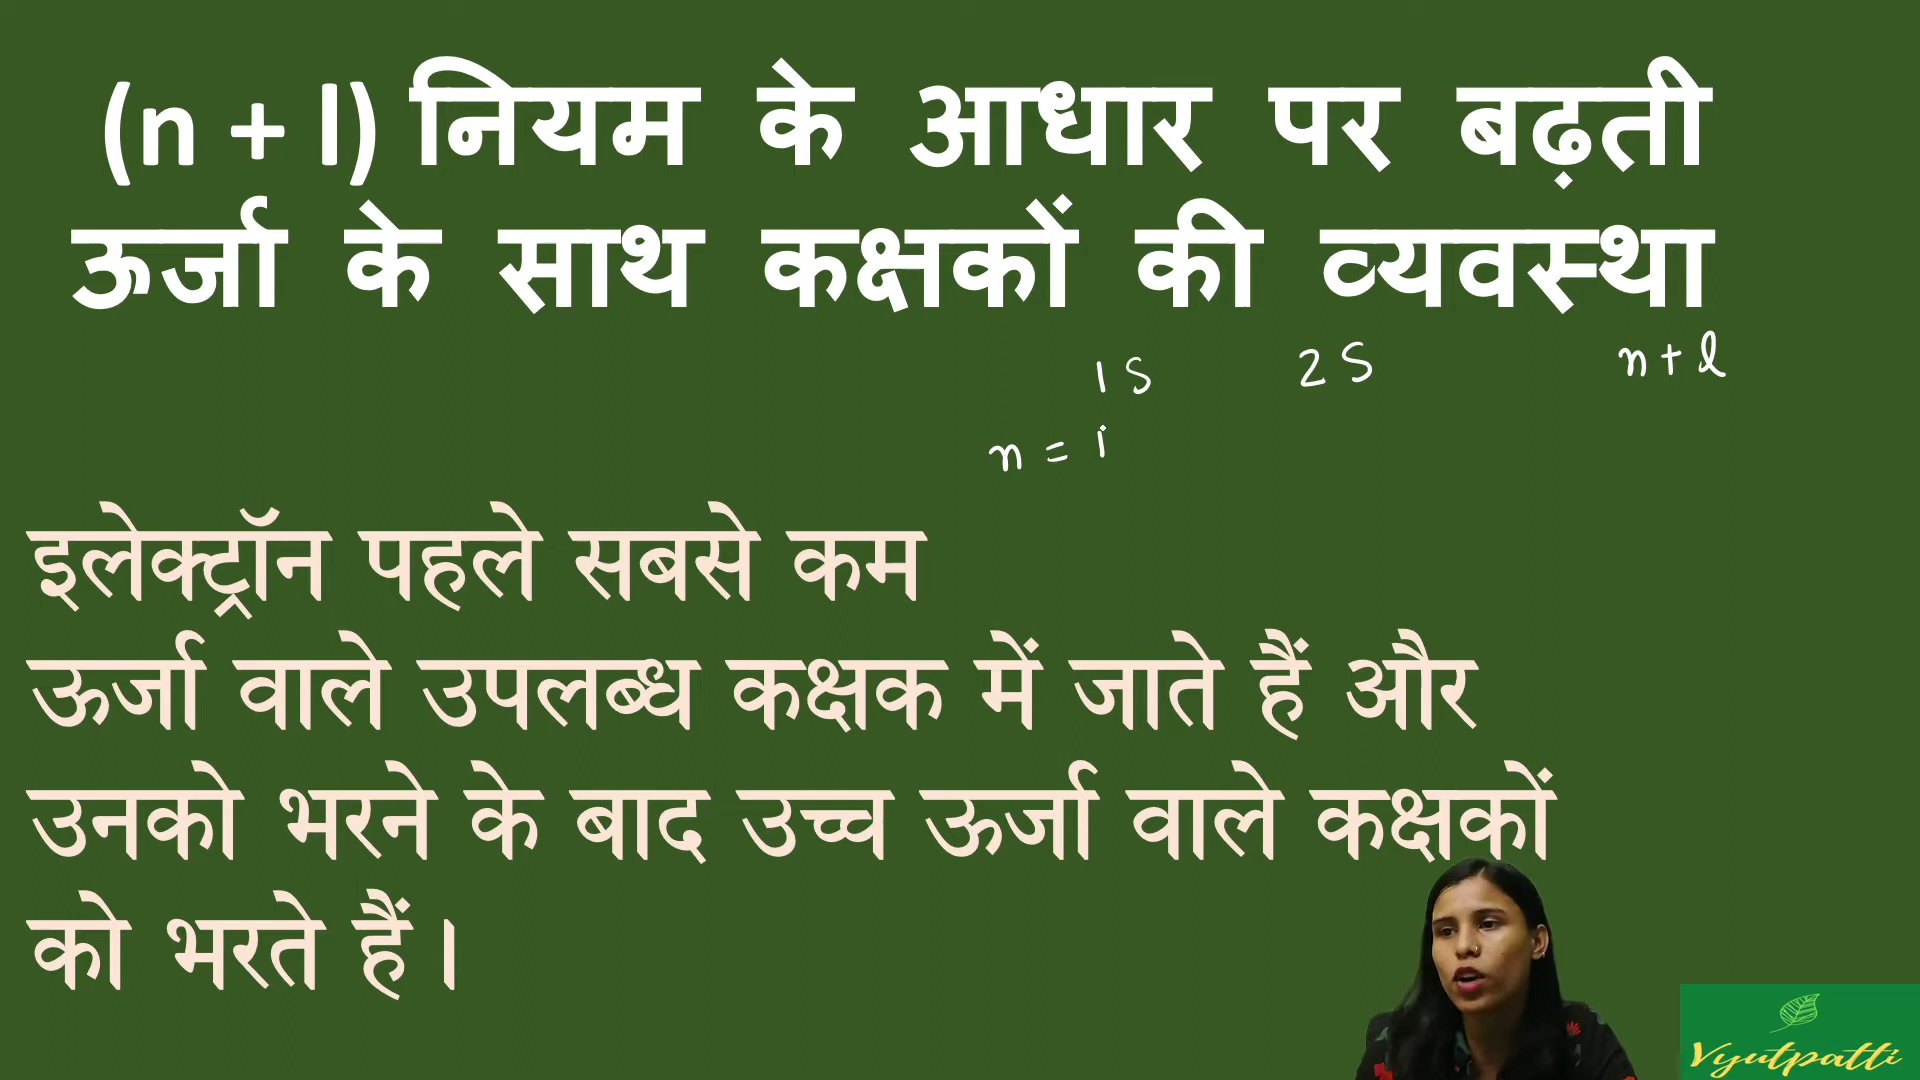 (n + l) नियम के आधार पर बढ़ती
ऊर्जा के साथ कक्षकों की व्यवस्था
1s 2s n+l
n = 1
इलेक्ट्रॉन पहले सबसे कम
ऊर्जा वाले उपलब्ध कक्षक में जाते हैं और
उनको भरने के बाद उच्च ऊर्जा वाले कक्षकों
को भरते हैं।
Vyutpatti